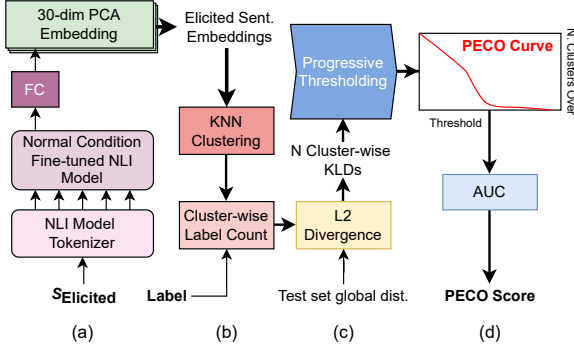 30-dim PCA
Embedding
FC
Normal Condition
Fine-tuned NLI
Model
NLI Model
Tokenizer
SElicited
(a)
Elicited Sent.
Embeddings
KNN
Clustering
Cluster-wise
Label Count
Label
(b)
Progressive
Thresholding
N Cluster-wise
KLDs
L2
Divergence
Test set global dist.
(c)
PECO Curve
N. Clusters Over
Threshold
AUC
PECO Score
(d)